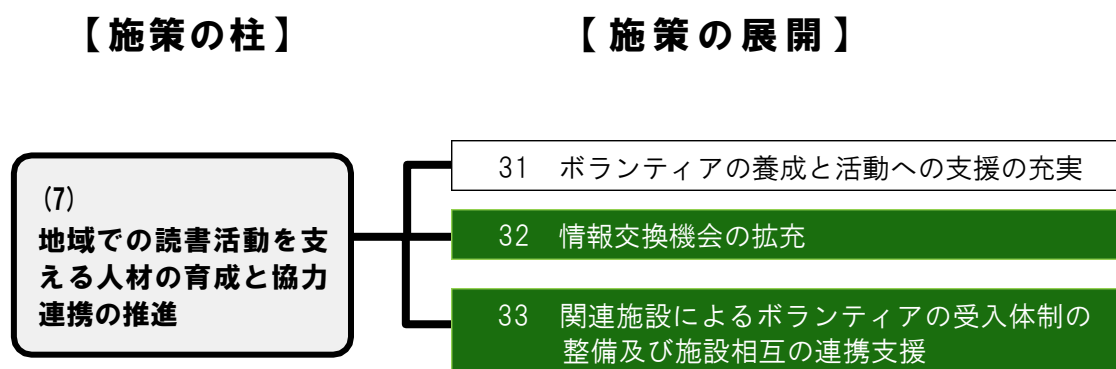 【施策の柱】
【施策の展開】
(7)
地域での読書活動を支
える人材の育成と協力
連携の推進
31 ボランティアの養成と活動への支援の充実
32 情報交換機会の拡充
33 関連施設によるボランティアの受入体制の
整備及び施設相互の連携支援